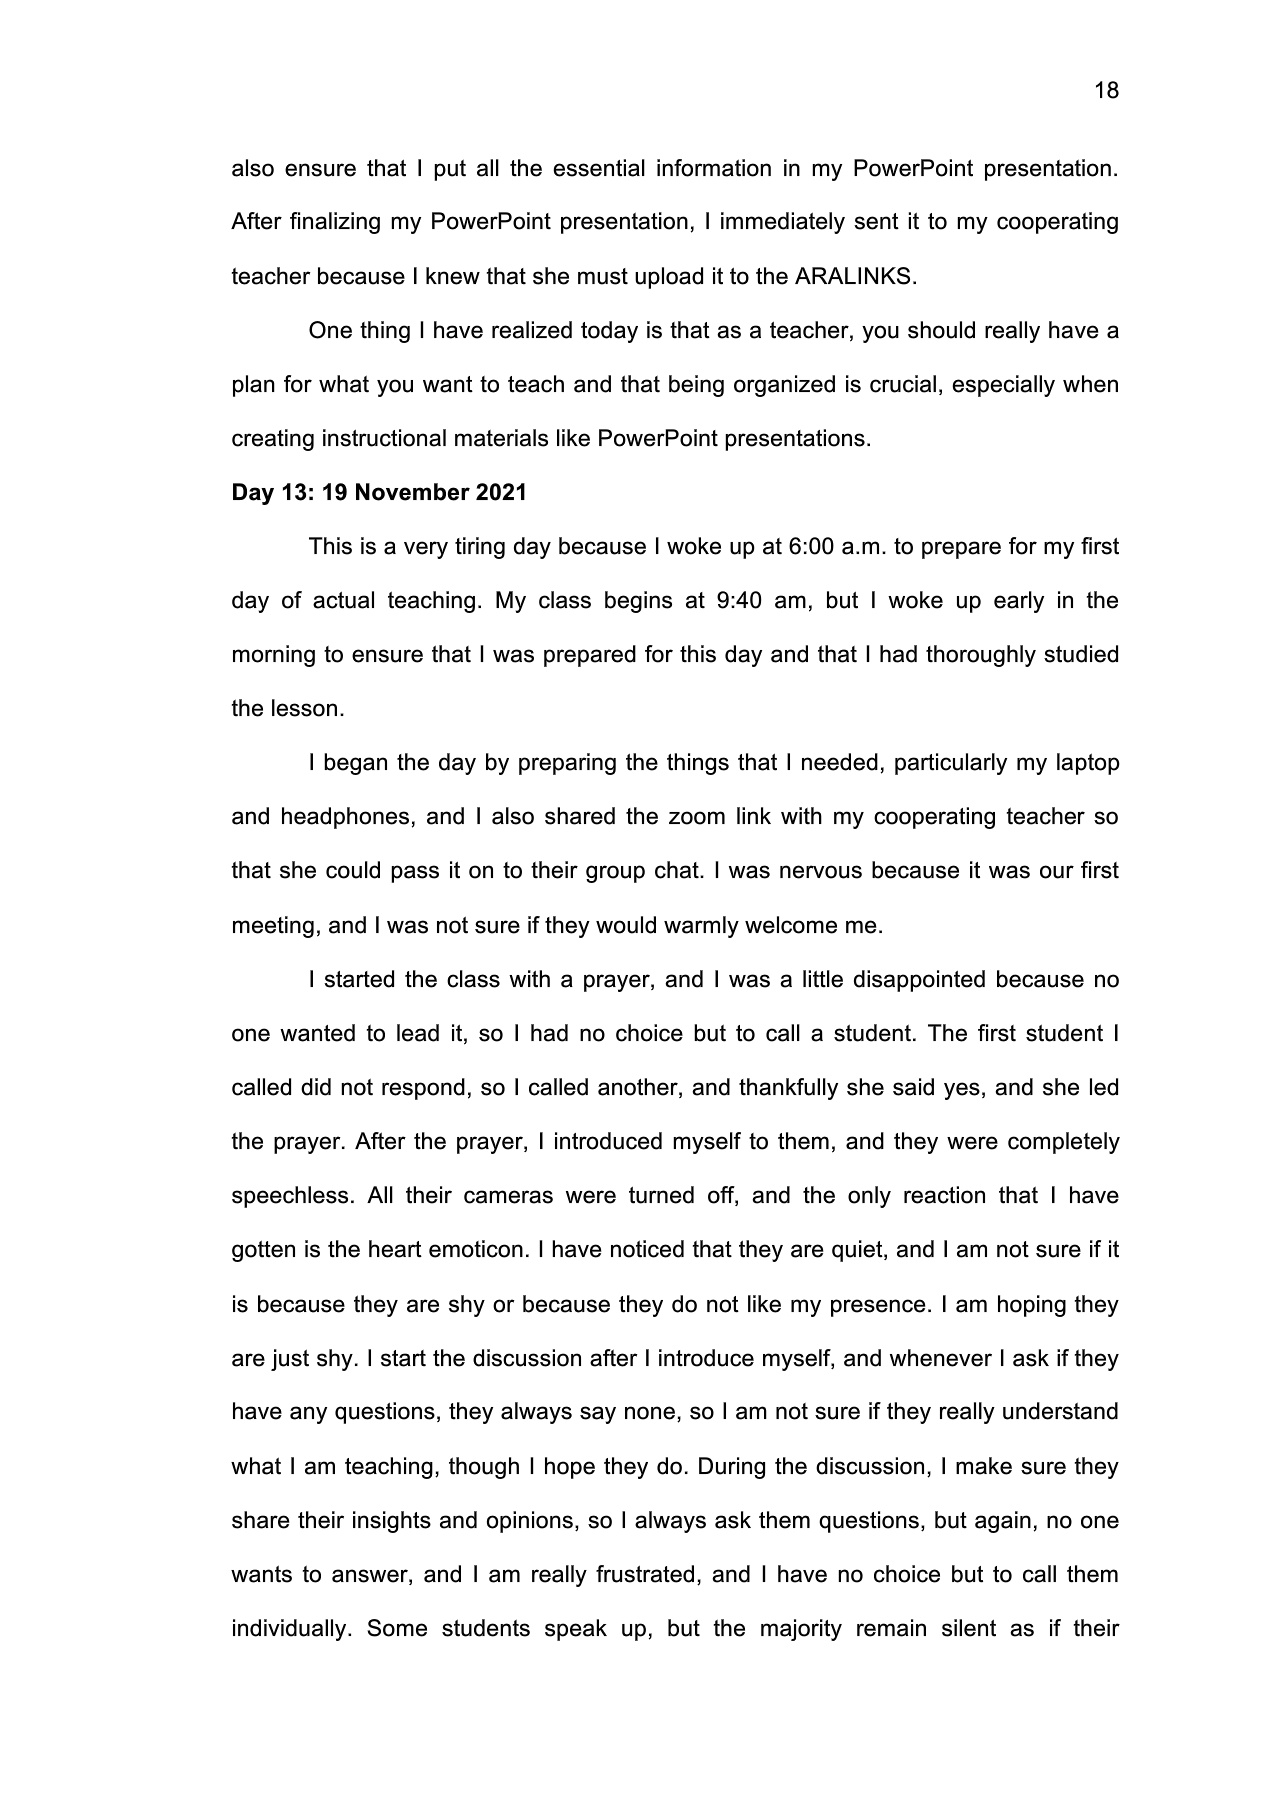 18
also ensure that I put all the essential information in my PowerPoint presentation.
After finalizing my PowerPoint presentation, I immediately sent it to my cooperating
teacher because I knew that she must upload it to the ARALINKS.
One thing I have realized today is that as a teacher, you should really have a
plan for what you want to teach and that being organized is crucial, especially when
creating instructional materials like PowerPoint presentations.
Day 13: 19 November 2021
This is a very tiring day because I woke up at 6:00 a.m. to prepare for my first
day of actual teaching. My class begins at 9:40 am, but I woke up early in the
morning to ensure that I was prepared for this day and that I had thoroughly studied
the lesson.
I began the day by preparing the things that I needed, particularly my laptop
and headphones, and I also shared the zoom link with my cooperating teacher so
that she could pass it on to their group chat. I was nervous because it was our first
meeting, and I was not sure if they would warmly welcome me.
I started the class with a prayer, and I was a little disappointed because no
one wanted to lead it, so I had no choice but to call a student. The first student I
called did not respond, so I called another, and thankfully she said yes, and she led
the prayer. After the prayer, I introduced myself to them, and they were completely
speechless. All their cameras were turned off, and the only reaction that I have
gotten is the heart emoticon. I have noticed that they are quiet, and I am not sure if it
is because they are shy or because they do not like my presence. I am hoping they
are just shy. I start the discussion after I introduce myself, and whenever I ask if they
have any questions, they always say none, so I am not sure if they really understand
what I am teaching, though I hope they do. During the discussion, I make sure they
share their insights and opinions, so I always ask them questions, but again, no one
wants to answer, and I am really frustrated, and I have no choice but to call them
individually. Some students speak up, but the majority remain silent as if their